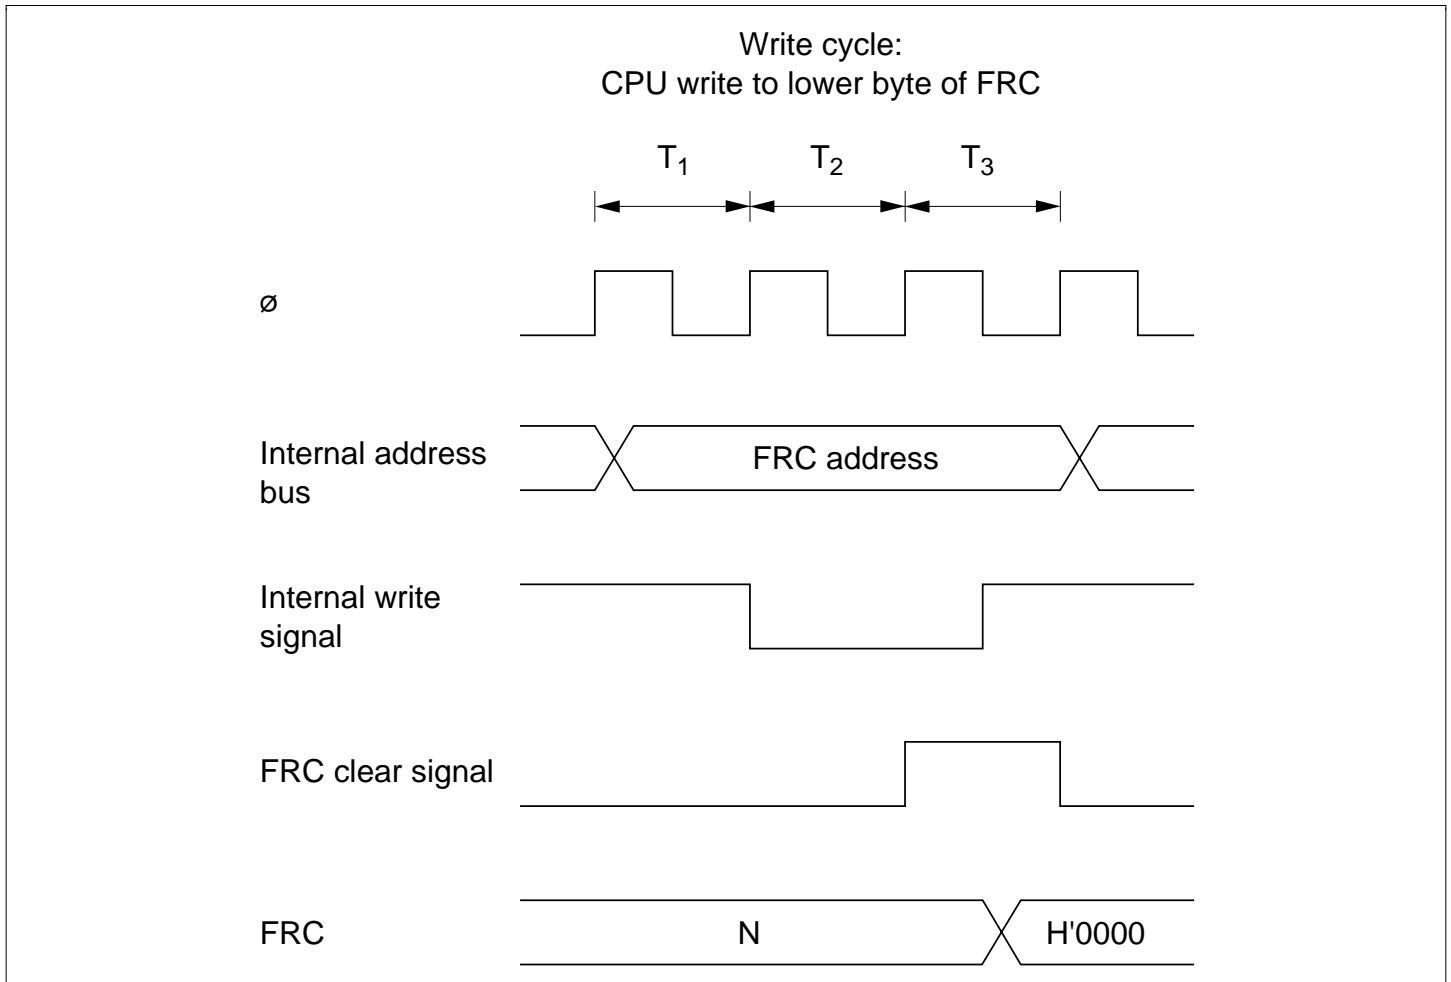 Write cycle:
CPU write to lower byte of FRC
T1 T2 T3
ø
Internal address
bus
FRC address
Internal write
signal
FRC clear signal
FRC N H'0000